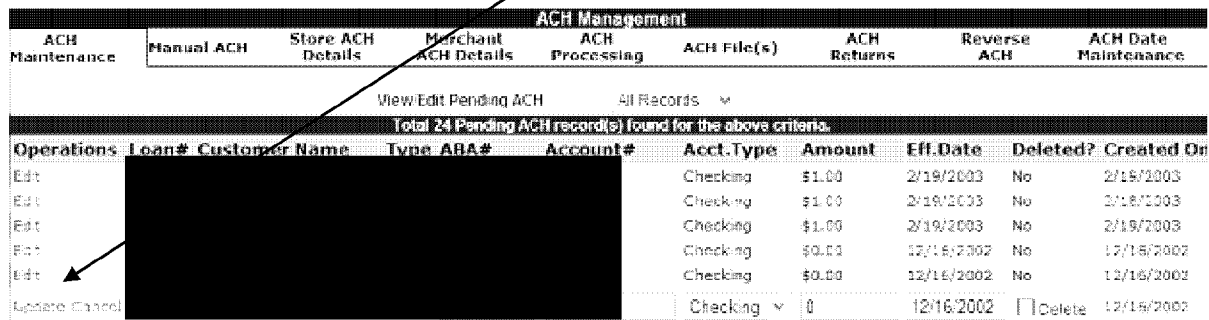 ACH Management
ACH Maintenance Manual ACH Store ACH Details Merchant ACH Details ACH Processing ACH File(s) ACH Returns Reverse ACH ACH Date Maintenance
View/Edit Pending ACH All Records
Total 24 Pending ACH record(s) found for the above criteria.
Operations Loan# Customer Name Type ABA# Account# Acct.Type Amount Eff.Date Deleted? Created On
Edit Checking $1.00 2/19/2003 No 2/19/2003
Edit Checking $1.00 2/19/2003 No
Edit Checking $1.00 2/19/2003 No 2/19/2003
Edit Checking $0.00 12/16/2002 No 12/16/2002
Edit Checking $0.00 12/16/2002 No 12/16/2002
Update Cancel Checking 0 12/16/2002 Delete 12/16/2002